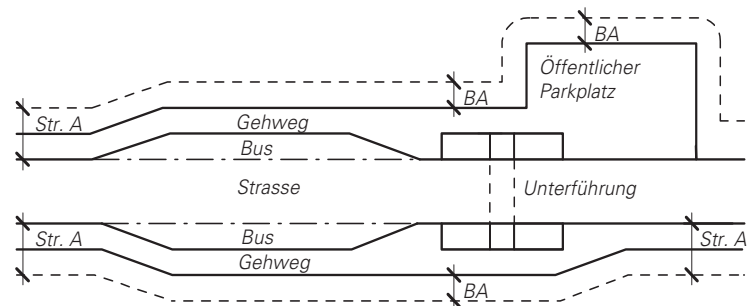 BA
Öffentlicher
Parkplatz
BA
Str. A
Gehweg
Bus
Strasse
Unterführung
Str. A
Bus
Str. A
Gehweg
BA